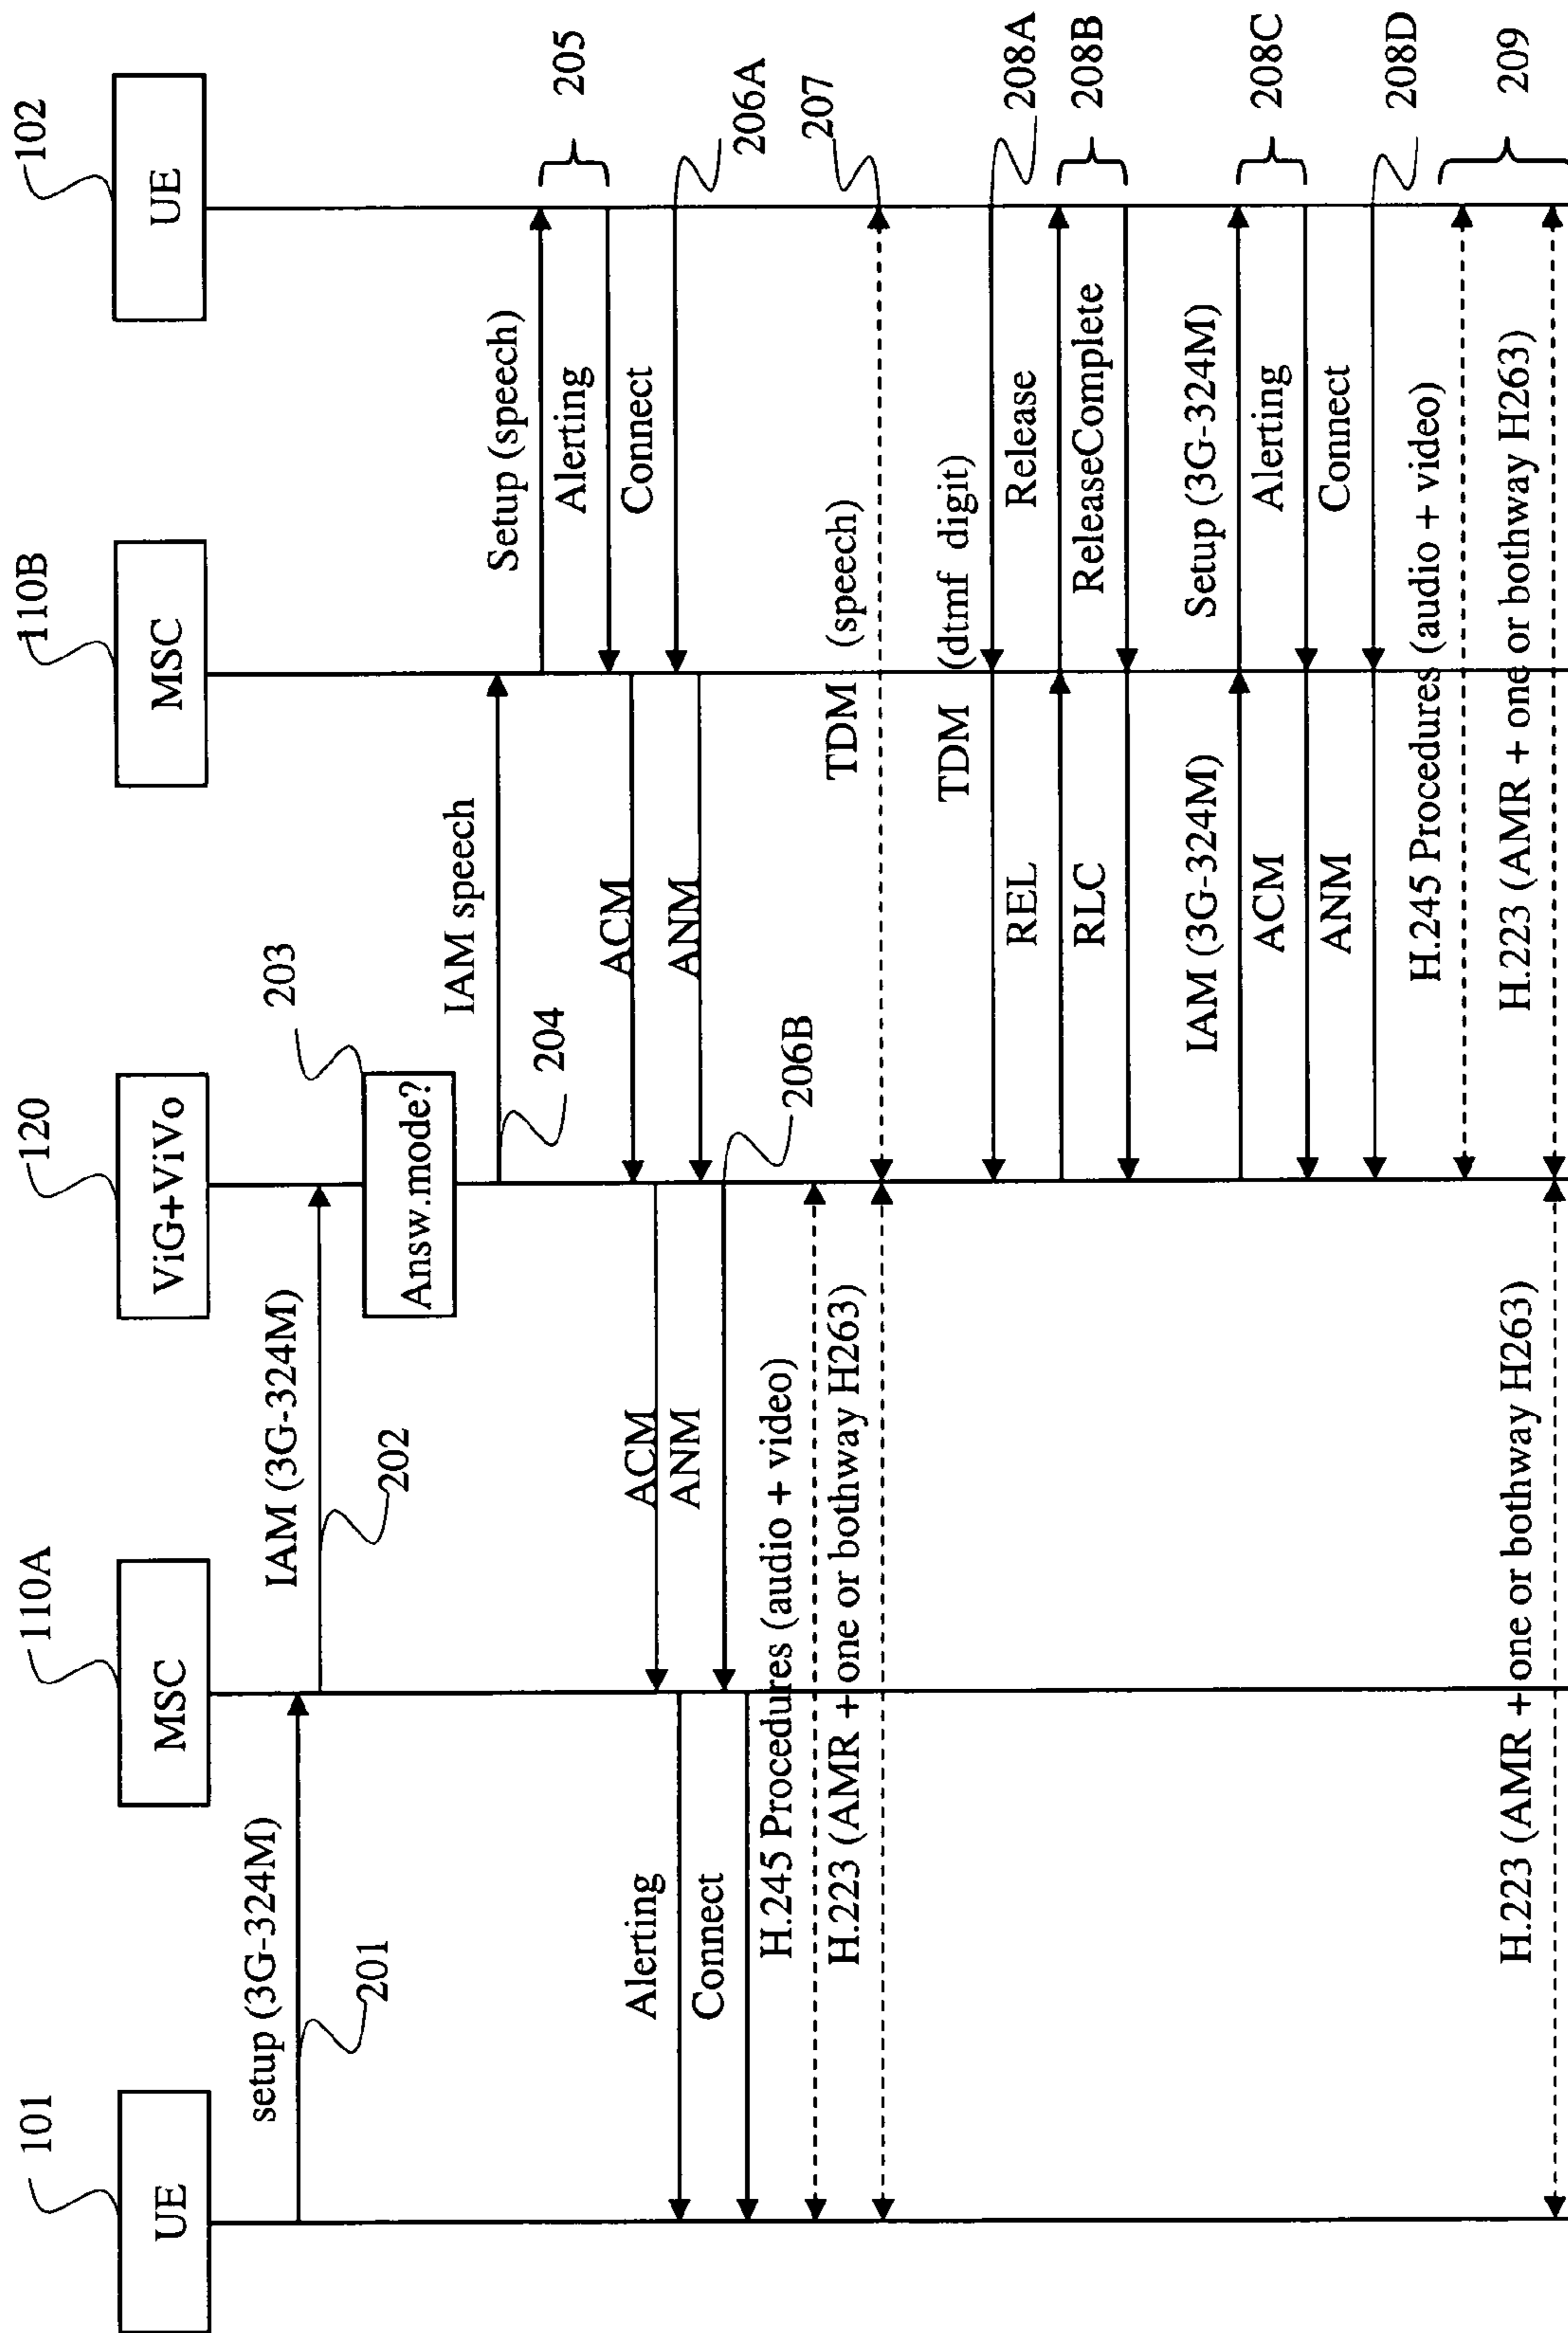 101
110A
120
110B
102
UE
MSC
ViG+ViVo
MSC
UE
setup (3G-324M)
201
IAM (3G-324M)
202
203
Answ.mode?
IAM speech
204
Setup (speech)
205
Alerting
ACM
ACM
Alerting
Connect
206A
ANM
206B
ANM
Connect
H.245 Procedures (audio + video)
H.223 (AMR + one or bothway H263)
TDM (speech)
207
TDM (dtmf digit)
208A
REL
Release
208B
RLC
ReleaseComplete
IAM (3G-324M)
Setup (3G-324M)
208C
ACM
Alerting
ANM
Connect
208D
H.245 Procedures (audio + video)
209
H.223 (AMR + one or bothway H263)
H.223 (AMR + one or bothway H263)